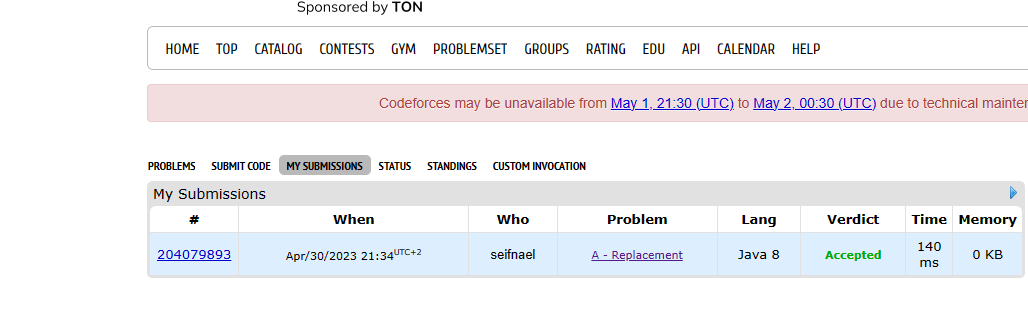 Sponsored by TON
HOME TOP CATALOG CONTESTS GYM PROBLEMSET GROUPS RATING EDU API CALENDAR HELP
Codeforces may be unavailable from May 1, 21:30 (UTC) to May 2, 00:30 (UTC) due to technical mainter
PROBLEMS SUBMIT CODE MY SUBMISSIONS STATUS STANDINGS CUSTOM INVOCATION
My Submissions
# When Who Problem Lang Verdict Time Memory
204079893 Apr/30/2023 21:34UTC+2 seifnael A - Replacement Java 8 Accepted 140 ms 0 KB